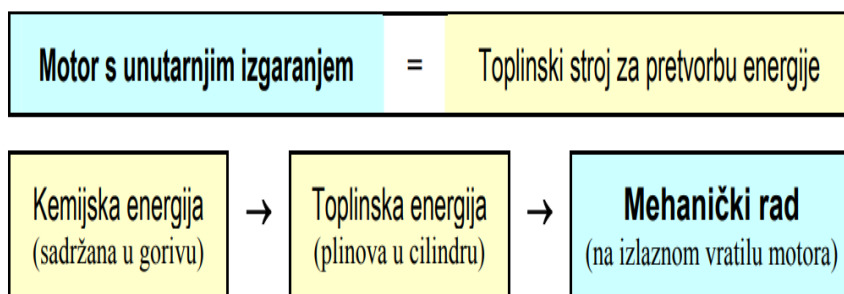 Motor s unutarnjim izgaranjem = Toplinski stroj za pretvorbu energije
Kemijska energija → Toplinska energija → Mehanički rad
(sadržana u gorivu) (plinova u cilindru) (na izlaznom vratilu motora)